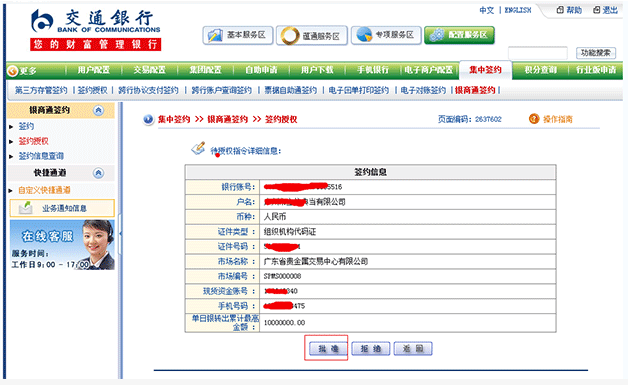 交通银行
BANK OF COMMUNICATIONS
您的财富管理银行
中文 | ENGLISH 帮助 退出
基本服务区 蕴通服务区 专项服务区 配置服务区
功能搜索
更多 用户配置 交易配置 集团配置 自助申请 用户下载 手机银行 电子商户配置 集中签约 积分查询 行业版申请
第三方存管签约 | 签约授权 | 跨行协议支付签约 | 跨行账户查询签约 | 票据自助通签约 | 电子回单打印签约 | 电子对账签约 | 银商通签约 |
银商通签约
签约
签约授权
签约信息查询
快捷通道
自定义快捷通道
业务通知信息
在线客服
服务时间:
工作日9:00 - 17:00
集中签约 >> 银商通签约 >> 签约授权 页面编码: 2637602 操作指南
待授权指令详细信息:
签约信息
银行账号: 5516
户名: 当有限公司
币种: 人民币
证件类型: 组织机构代码证
证件号码:
市场名称: 广东省贵金属交易中心有限公司
市场编号: SPMS000008
现货资金账号: 040
手机号码: 475
单日银转出累计最高金额: 10000000.00
批 准 拒 绝 返 回